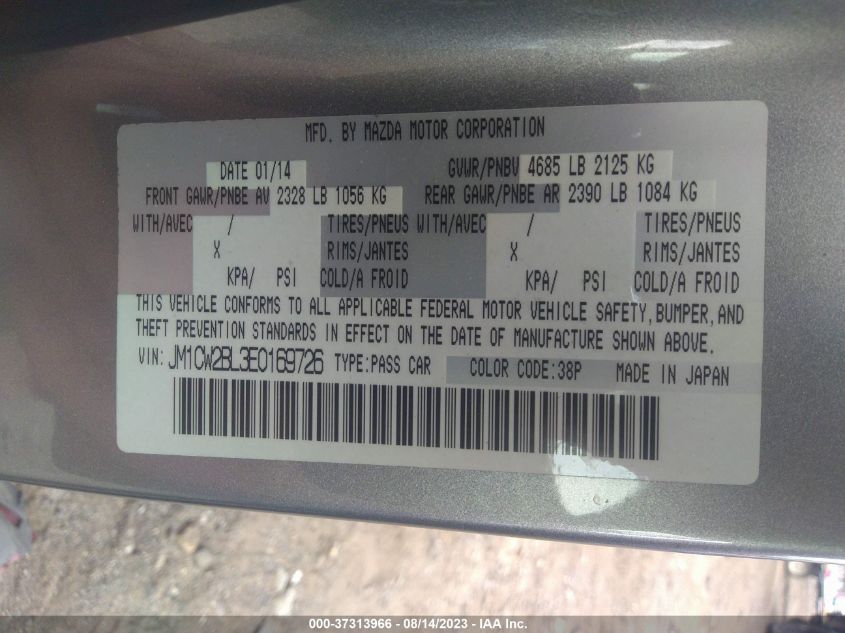 MFD. BY MAZDA MOTOR CORPORATION
DATE 01/14 GVWR/PNBV 4685 LB 2125 KG
FRONT GAWR/PNBE AV 2328 LB 1056 KG REAR GAWR/PNBE AR 2390 LB 1084 KG
WITH/AVEC / TIRES/PNEUS WITH/AVEC / TIRES/PNEUS
X RIMS/JANTES X RIMS/JANTES
KPA/ PSI COLD/A FROID KPA/ PSI COLD/A FROID
THIS VEHICLE CONFORMS TO ALL APPLICABLE FEDERAL MOTOR VEHICLE SAFETY, BUMPER, AND
THEFT PREVENTION STANDARDS IN EFFECT ON THE DATE OF MANUFACTURE SHOWN ABOVE.
VIN: JM1CW2BL3E0169726 TYPE:PASS CAR COLOR CODE:38P MADE IN JAPAN
000-37313966 - 08/14/2023 - IAA Inc.